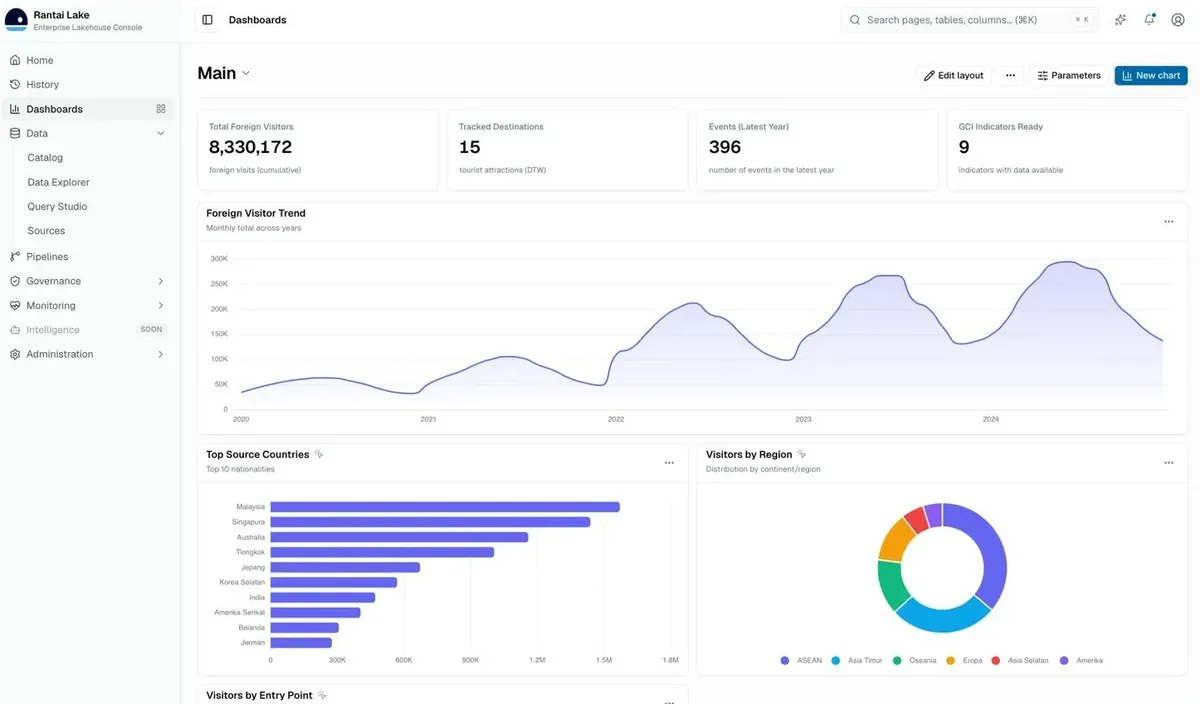 Rantai Lake
Enterprise Lakehouse Console
Dashboards
Search pages, tables, columns... (⌘K)
⌘ K
Home
History
Dashboards
Data
Catalog
Data Explorer
Query Studio
Sources
Pipelines
Governance
Monitoring
Intelligence SOON
Administration
Main
Edit layout
Parameters
New chart
Total Foreign Visitors
8,330,172
foreign visits (cumulative)
Tracked Destinations
15
tourist attractions (DTW)
Events (Latest Year)
396
number of events in the latest year
GCI Indicators Ready
9
indicators with data available
Foreign Visitor Trend
Monthly total across years
300K
250K
200K
150K
100K
50K
0
2020 2021 2022 2023 2024
Top Source Countries
Top 10 nationalities
Malaysia
Singapura
Australia
Tiongkok
Jepang
Korea Selatan
India
Amerika Serikat
Belanda
Jerman
0 300K 600K 900K 1.2M 1.5M 1.8M
Visitors by Region
Distribution by continent/region
ASEAN Asia Timur Oseania Eropa Asia Selatan Amerika
Visitors by Entry Point